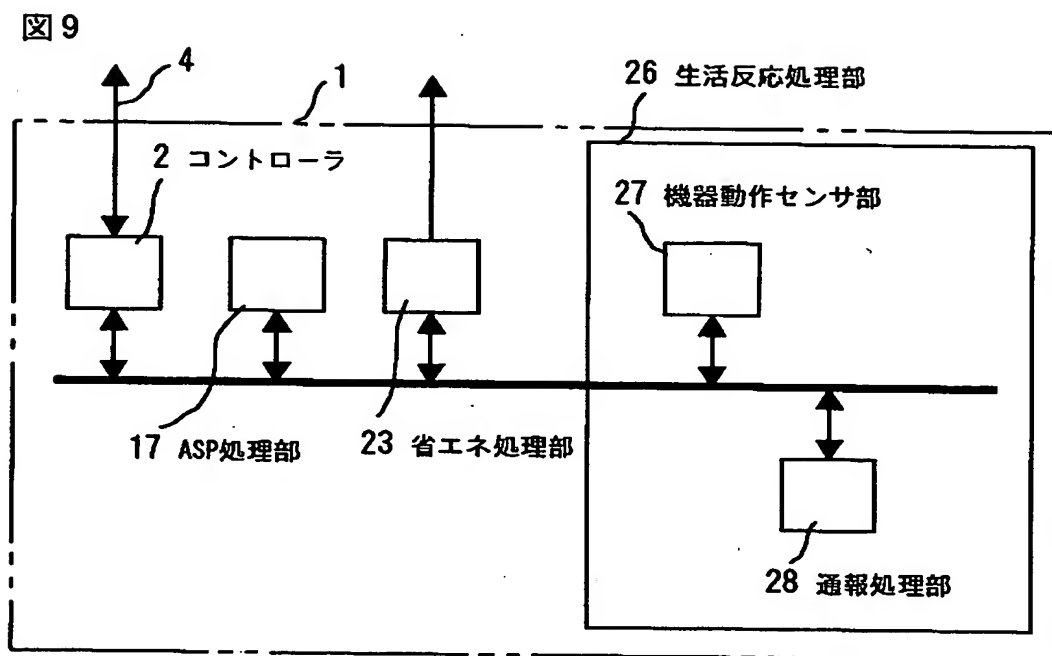 図9
4
1
26 生活反応処理部
2 コントローラ
27 機器動作センサ部
17 ASP処理部
23 省エネ処理部
28 通報処理部